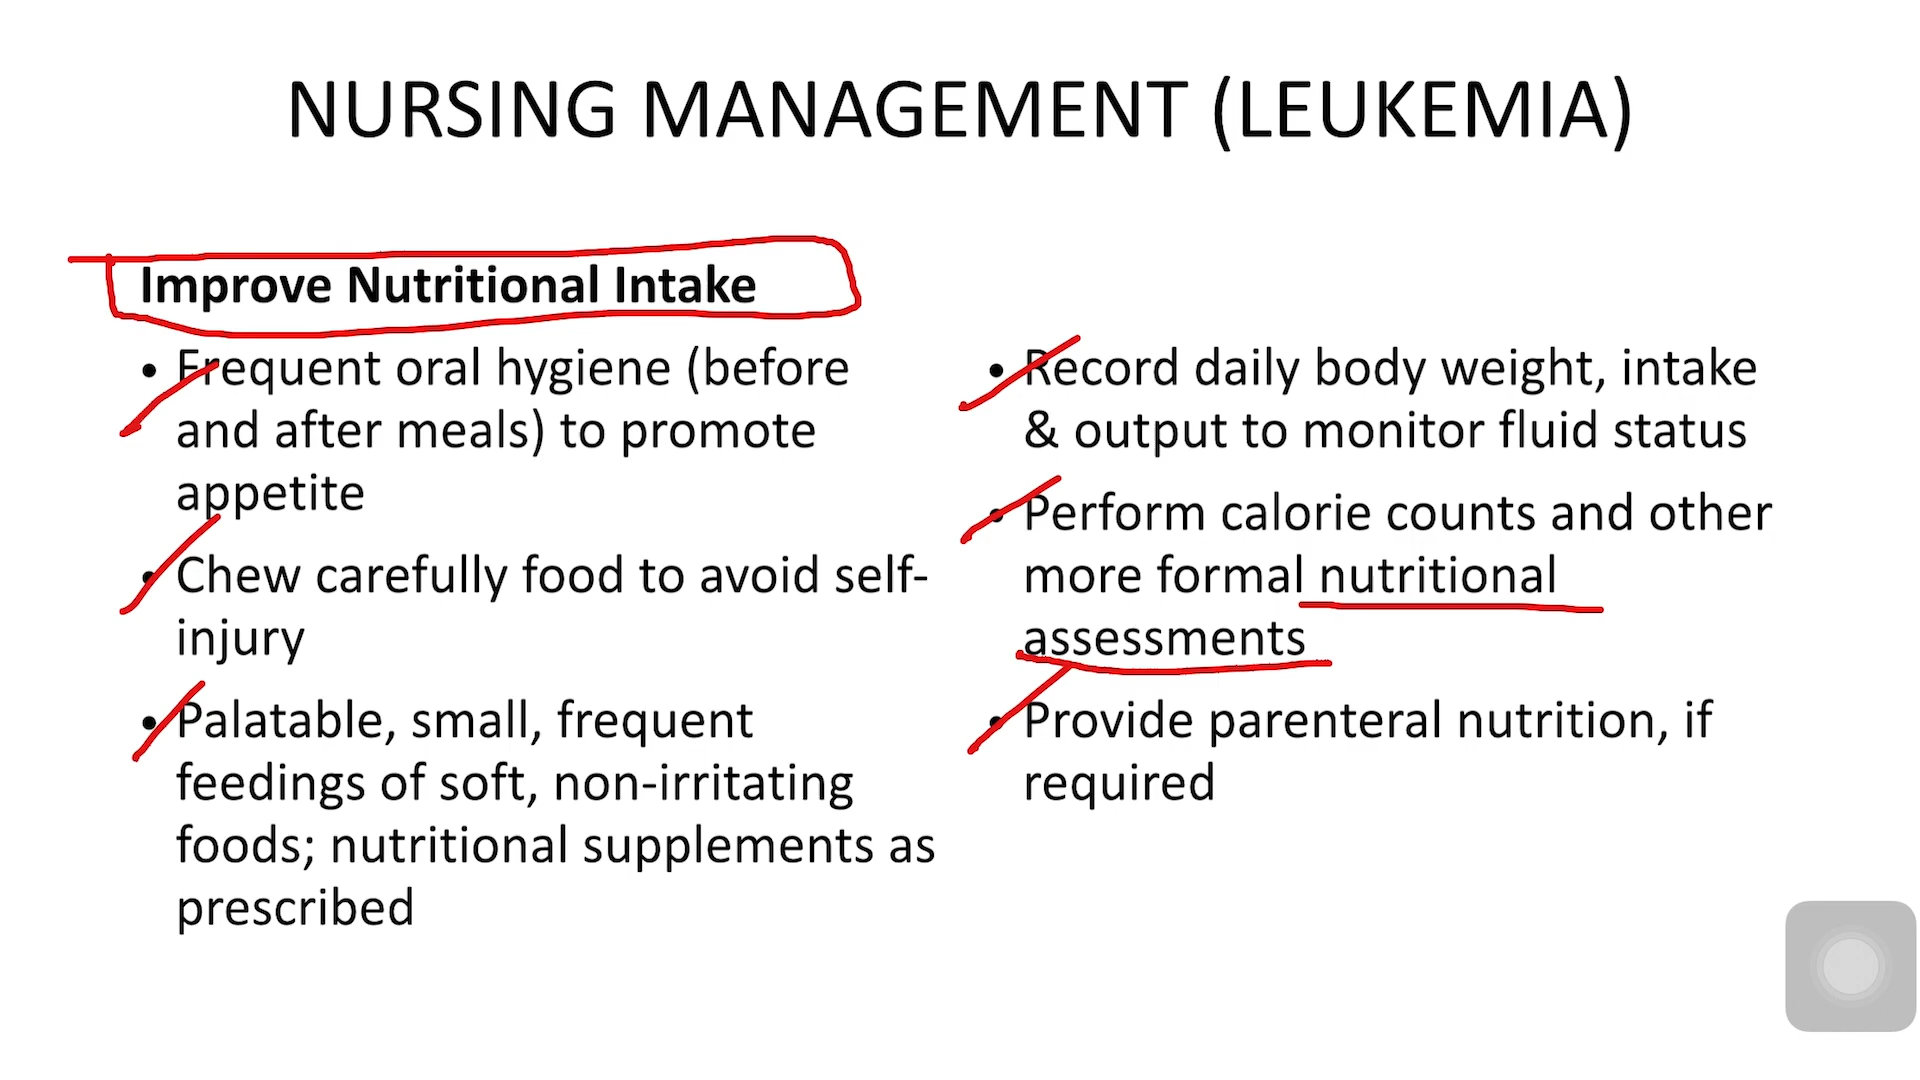 NURSING MANAGEMENT (LEUKEMIA)
Improve Nutritional Intake
• Frequent oral hygiene (before
and after meals) to promote
appetite
• Chew carefully food to avoid self-
injury
• Palatable, small, frequent
feedings of soft, non-irritating
foods; nutritional supplements as
prescribed
• Record daily body weight, intake
& output to monitor fluid status
• Perform calorie counts and other
more formal nutritional
assessments
• Provide parenteral nutrition, if
required